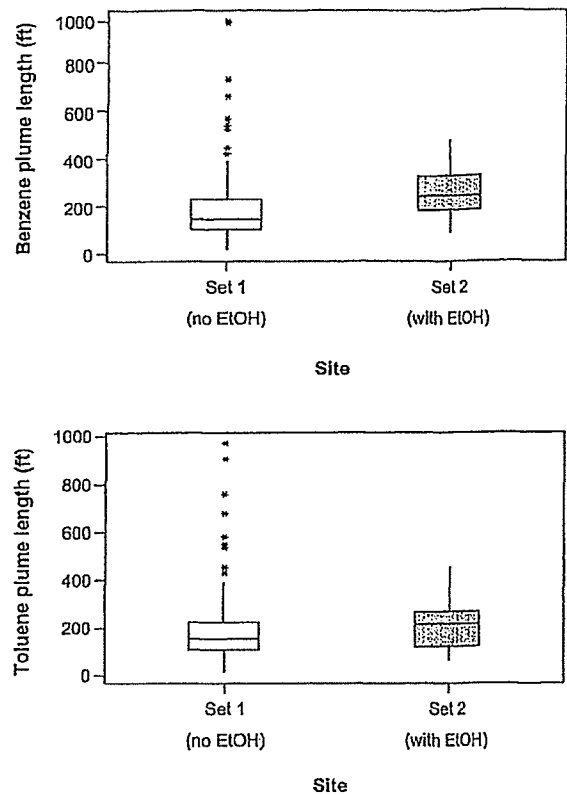 Benzene plume length (ft)
1000
800
600
400
200
0
Set 1
Set 2
(no EtOH)
(with EtOH)
Site
Toluene plume length (ft)
1000
800
600
400
200
0
Set 1
Set 2
(no EtOH)
(with EtOH)
Site